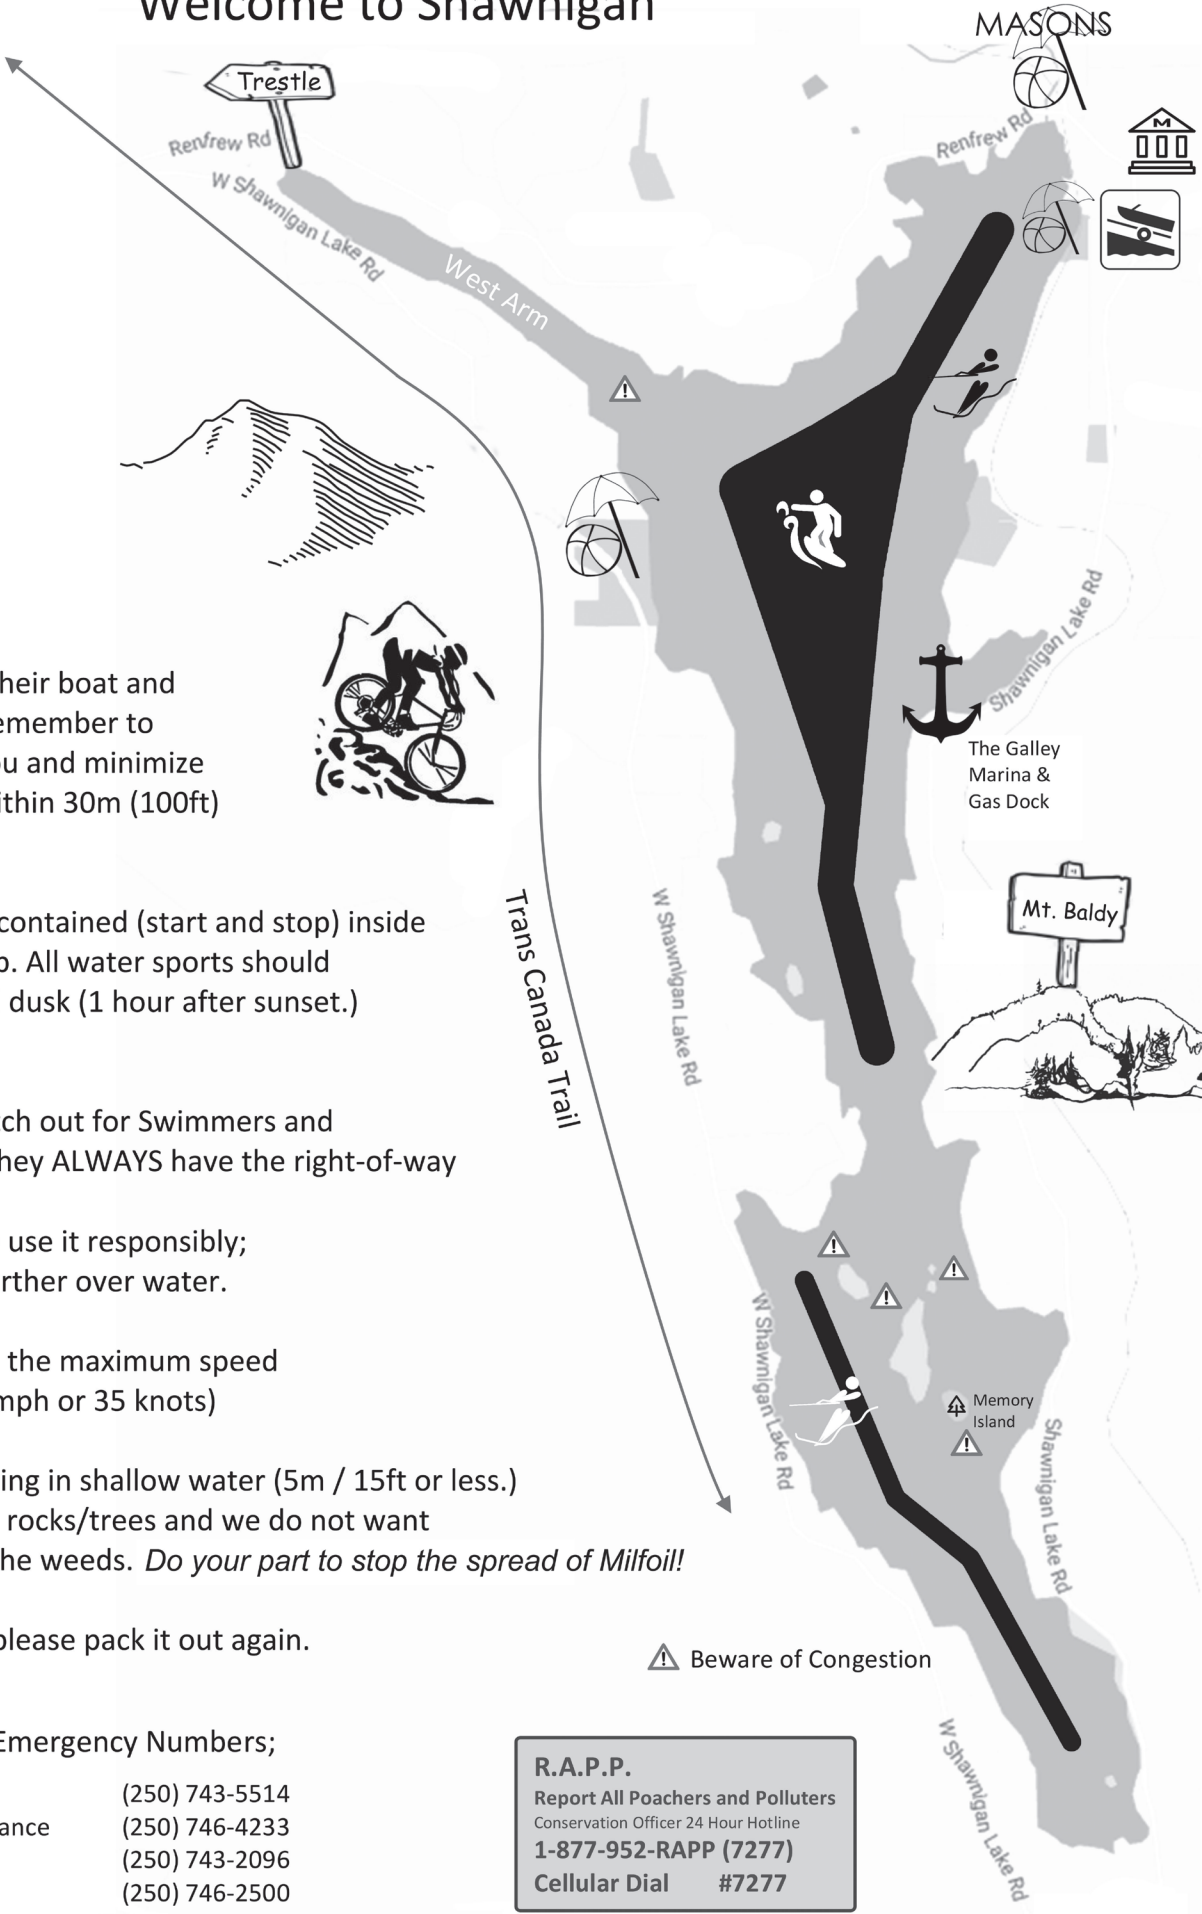 Welcome to Shawnigan
MASONS
Trestle
Renfrew Rd
W Shawnigan Lake Rd
West Arm
Renfrew Rd
M
Shawnigan Lake Rd
The Galley
Marina &
Gas Dock
Mt. Baldy
Trans Canada Trail
W Shawnigan Lake Rd
heir boat and
emember to
ou and minimize
ithin 30m (100ft)
contained (start and stop) inside
p. All water sports should
dusk (1 hour after sunset.)
tch out for Swimmers and
hey ALWAYS have the right-of-way
use it responsibly;
rther over water.
the maximum speed
mph or 35 knots)
ing in shallow water (5m / 15ft or less.)
rocks/trees and we do not want
he weeds. Do your part to stop the spread of Milfoil!
please pack it out again.
W Shawnigan Lake Rd
Memory
Island
Shawnigan Lake Rd
Beware of Congestion
W Shawnigan Lake Rd
Emergency Numbers;
(250) 743-5514
ance (250) 746-4233
(250) 743-2096
(250) 746-2500
R.A.P.P.
Report All Poachers and Polluters
Conservation Officer 24 Hour Hotline
1-877-952-RAPP (7277)
Cellular Dial #7277